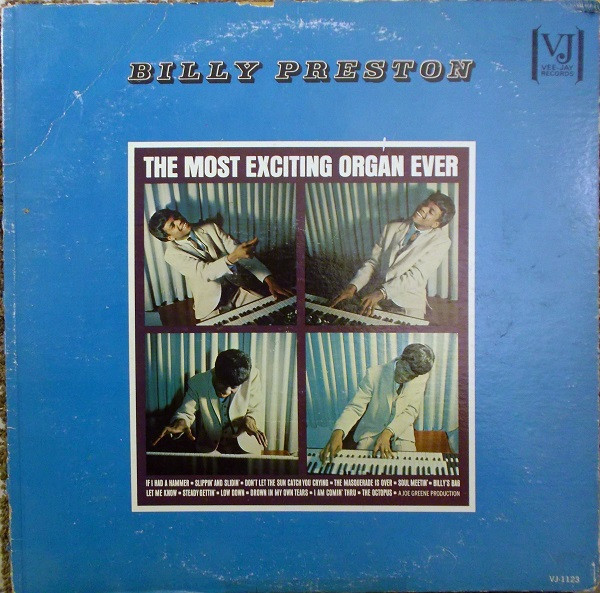 BILLY PRESTON
VJ
VEE-JAY
RECORDS
THE MOST EXCITING ORGAN EVER
IF I HAD A HAMMER • SLIPPIN' AND SLIDIN' • DON'T LET THE SUN CATCH YOU CRYING • THE MASQUERADE IS OVER • SOUL MEETIN' • BILLY'S BAG
LET ME KNOW • STEADY GETTIN' • LOW DOWN • DROWN IN MY OWN TEARS • I AM COMIN' THRU • THE OCTOPUS • A JOE GREENE PRODUCTION
VJ-1123